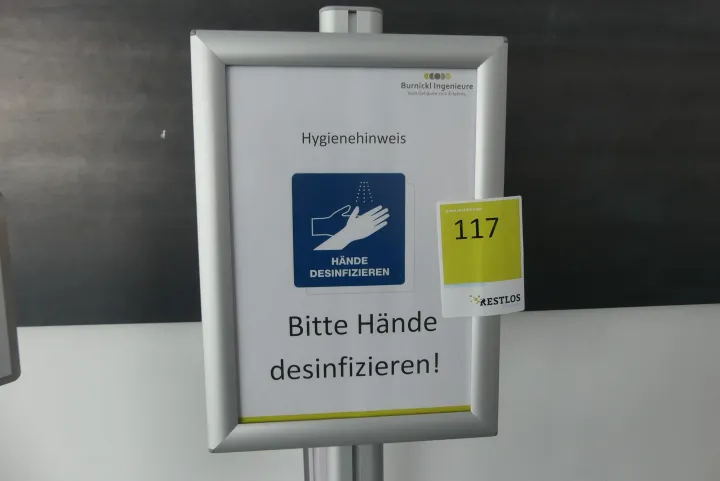 Burnickl Ingenieure
Hygienehinweis
HÄNDE
DESINFIZIEREN
Bitte Hände
desinfizieren!
117
RESTLOS